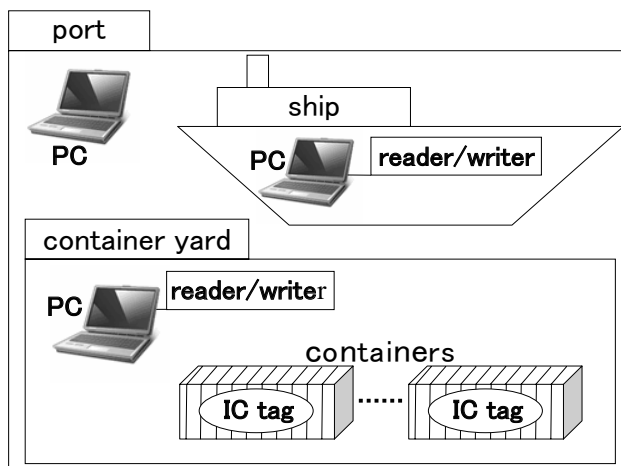 port
ship
PC
PC
reader/writer
container yard
PC
reader/writer
containers
IC tag
......
IC tag